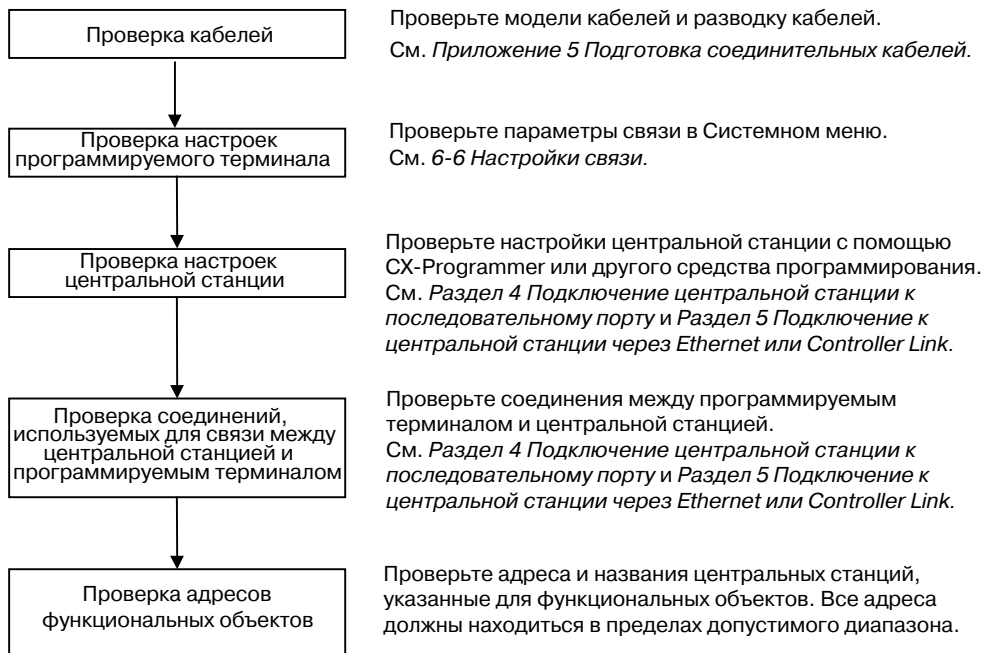 Проверка кабелей
Проверьте модели кабелей и разводку кабелей.
См. Приложение 5 Подготовка соединительных кабелей.
Проверка настроек
программируемого терминала
Проверьте параметры связи в Системном меню.
См. 6-6 Настройки связи.
Проверка настроек
центральной станции
Проверьте настройки центральной станции с помощью
CX-Programmer или другого средства программирования.
См. Раздел 4 Подключение центральной станции к
последовательному порту и Раздел 5 Подключение к
центральной станции через Ethernet или Controller Link.
Проверка соединений,
используемых для связи между
центральной станцией и
программируемым терминалом
Проверьте соединения между программируемым
терминалом и центральной станцией.
См. Раздел 4 Подключение центральной станции к
последовательному порту и Раздел 5 Подключение к
центральной станции через Ethernet или Controller Link.
Проверка адресов
функциональных объектов
Проверьте адреса и названия центральных станций,
указанные для функциональных объектов. Все адреса
должны находиться в пределах допустимого диапазона.